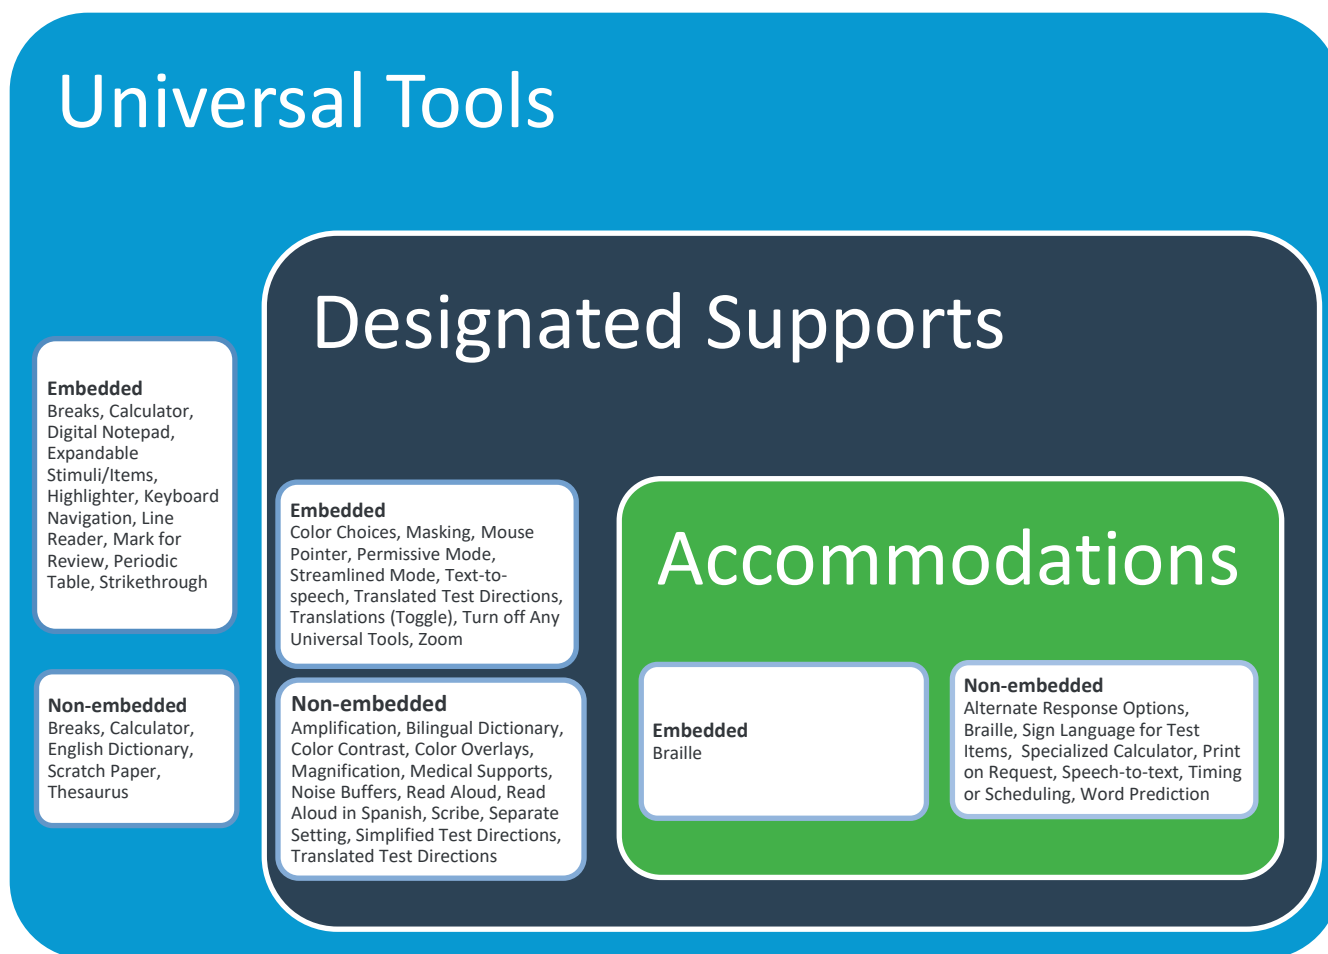 Universal Tools
Designated Supports
Embedded
Breaks, Calculator,
Digital Notepad,
Expandable
Stimuli/Items,
Highlighter, Keyboard
Navigation, Line
Reader, Mark for
Review, Periodic
Table, Strikethrough
Non-embedded
Breaks, Calculator,
English Dictionary,
Scratch Paper,
Thesaurus
Embedded
Color Choices, Masking, Mouse
Pointer, Permissive Mode,
Streamlined Mode, Text-to-
speech, Translated Test Directions,
Translations (Toggle), Turn off Any
Universal Tools, Zoom
Non-embedded
Amplification, Bilingual Dictionary,
Color Contrast, Color Overlays,
Magnification, Medical Supports,
Noise Buffers, Read Aloud, Read
Aloud in Spanish, Scribe, Separate
Setting, Simplified Test Directions,
Translated Test Directions
Accommodations
Embedded
Braille
Non-embedded
Alternate Response Options,
Braille, Sign Language for Test
Items, Specialized Calculator, Print
on Request, Speech-to-text, Timing
or Scheduling, Word Prediction